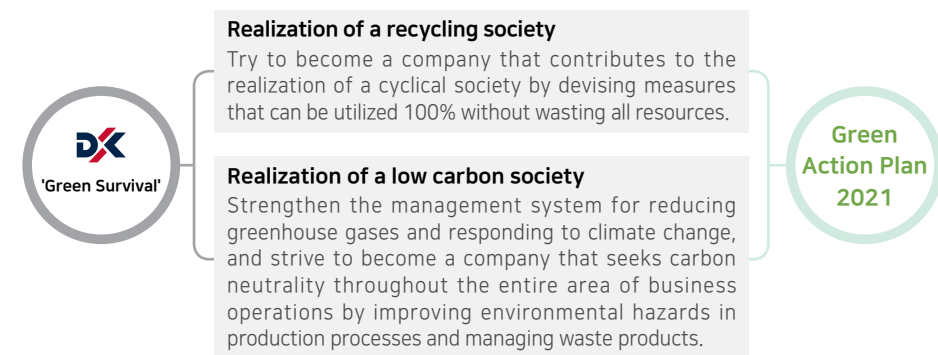 DK
'Green Survival'
Realization of a recycling society
Try to become a company that contributes to the
realization of a cyclical society by devising measures
that can be utilized 100% without wasting all resources.
Realization of a low carbon society
Strengthen the management system for reducing
greenhouse gases and responding to climate change,
and strive to become a company that seeks carbon
neutrality throughout the entire area of business
operations by improving environmental hazards in
production processes and managing waste products.
Green
Action Plan
2021